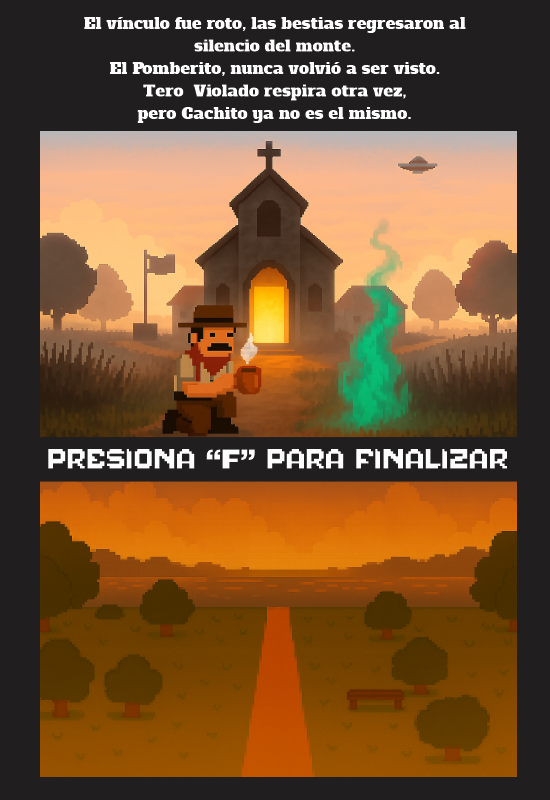 El vínculo fue roto, las bestias regresaron al
silencio del monte.
El Pomberito, nunca volvió a ser visto.
Tero Violado respira otra vez,
pero Cachito ya no es el mismo.
PRESIONA “F” PARA FINALIZAR